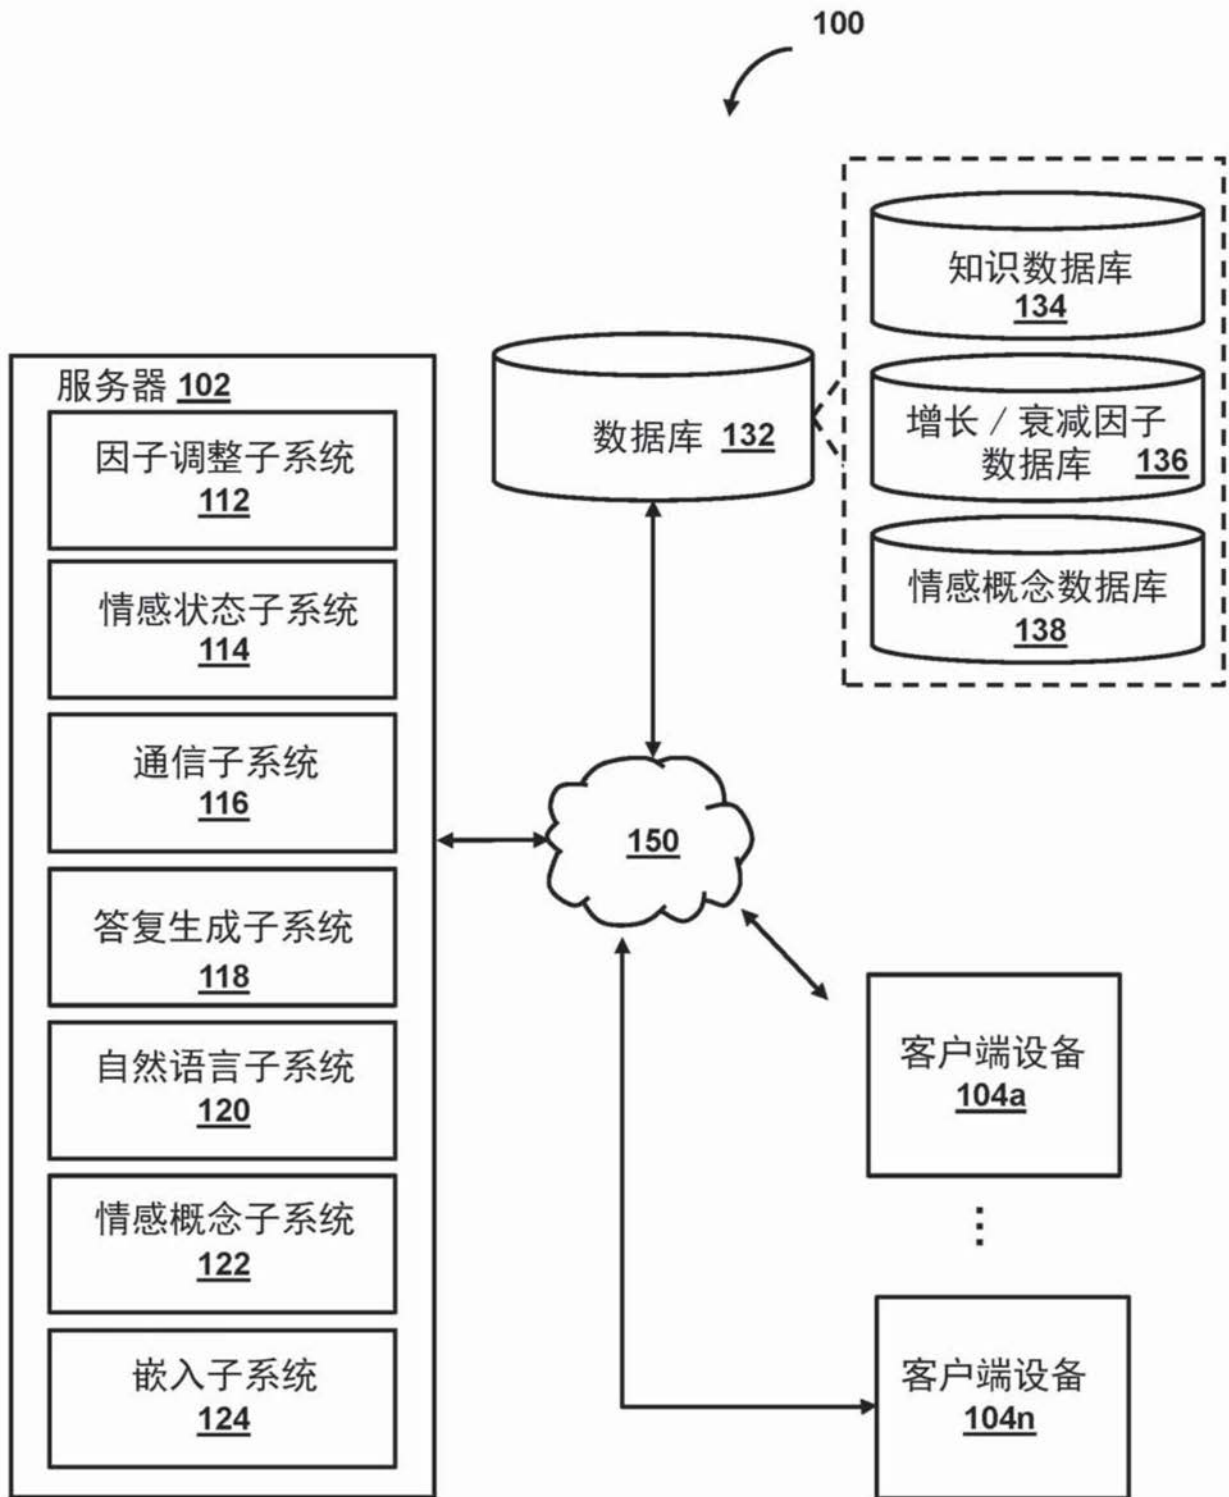 100
知识数据库
134
增长／衰减因子
数据库 136
情感概念数据库
138
数据库 132
服务器 102
因子调整子系统
112
情感状态子系统
114
通信子系统
116
答复生成子系统
118
自然语言子系统
120
情感概念子系统
122
嵌入子系统
124
150
客户端设备
104a
⋮
客户端设备
104n